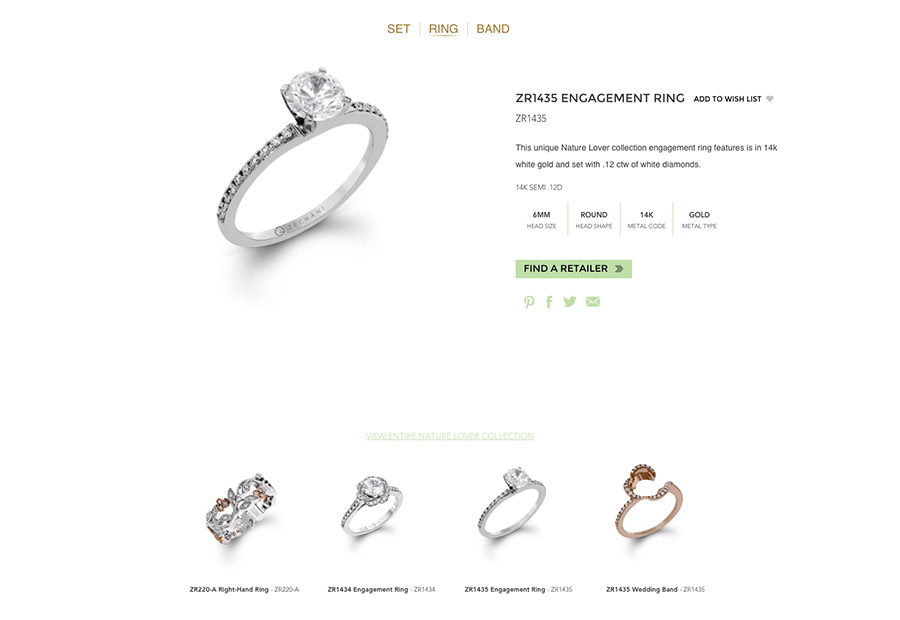 SET RING BAND
ZR1435 ENGAGEMENT RING ADD TO WISH LIST
ZR1435
This unique Nature Lover collection engagement ring features is in 14k
white gold and set with .12 ctw of white diamonds.
14K SEMI .12D
6MM ROUND 14K GOLD
HEAD SIZE HEAD SHAPE METAL CODE METAL TYPE
ZEGHANI
FIND A RETAILER
VIEW ENTIRE NATURE LOVER COLLECTION
ZR220-A Right-Hand Ring - ZR220-A ZR1434 Engagement Ring - ZR1434 ZR1435 Engagement Ring - ZR1435 ZR1435 Wedding Band - ZR1435